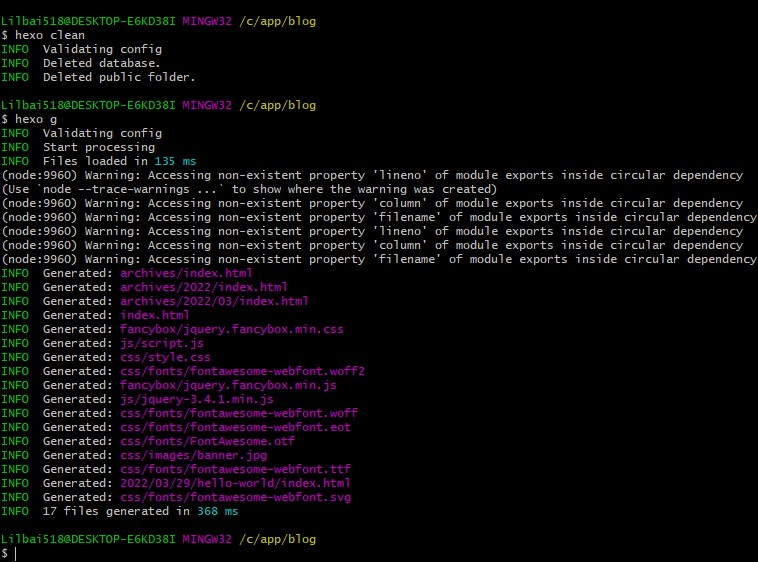 Lilbai518@DESKTOP-E6KD38I MINGW32 /c/app/blog
$ hexo clean
INFO  Validating config
INFO  Deleted database.
INFO  Deleted public folder.

Lilbai518@DESKTOP-E6KD38I MINGW32 /c/app/blog
$ hexo g
INFO  Validating config
INFO  Start processing
INFO  Files loaded in 135 ms
(node:9960) Warning: Accessing non-existent property 'lineno' of module exports inside circular dependency
(Use `node --trace-warnings ...` to show where the warning was created)
(node:9960) Warning: Accessing non-existent property 'column' of module exports inside circular dependency
(node:9960) Warning: Accessing non-existent property 'filename' of module exports inside circular dependency
(node:9960) Warning: Accessing non-existent property 'lineno' of module exports inside circular dependency
(node:9960) Warning: Accessing non-existent property 'column' of module exports inside circular dependency
(node:9960) Warning: Accessing non-existent property 'filename' of module exports inside circular dependency
INFO  Generated: archives/index.html
INFO  Generated: archives/2022/index.html
INFO  Generated: archives/2022/03/index.html
INFO  Generated: index.html
INFO  Generated: fancybox/jquery.fancybox.min.css
INFO  Generated: js/script.js
INFO  Generated: css/style.css
INFO  Generated: css/fonts/fontawesome-webfont.woff2
INFO  Generated: fancybox/jquery.fancybox.min.js
INFO  Generated: js/jquery-3.4.1.min.js
INFO  Generated: css/fonts/fontawesome-webfont.woff
INFO  Generated: css/fonts/fontawesome-webfont.eot
INFO  Generated: css/fonts/FontAwesome.otf
INFO  Generated: css/images/banner.jpg
INFO  Generated: css/fonts/fontawesome-webfont.ttf
INFO  Generated: 2022/03/29/hello-world/index.html
INFO  Generated: css/fonts/fontawesome-webfont.svg
INFO  17 files generated in 368 ms

Lilbai518@DESKTOP-E6KD38I MINGW32 /c/app/blog
$